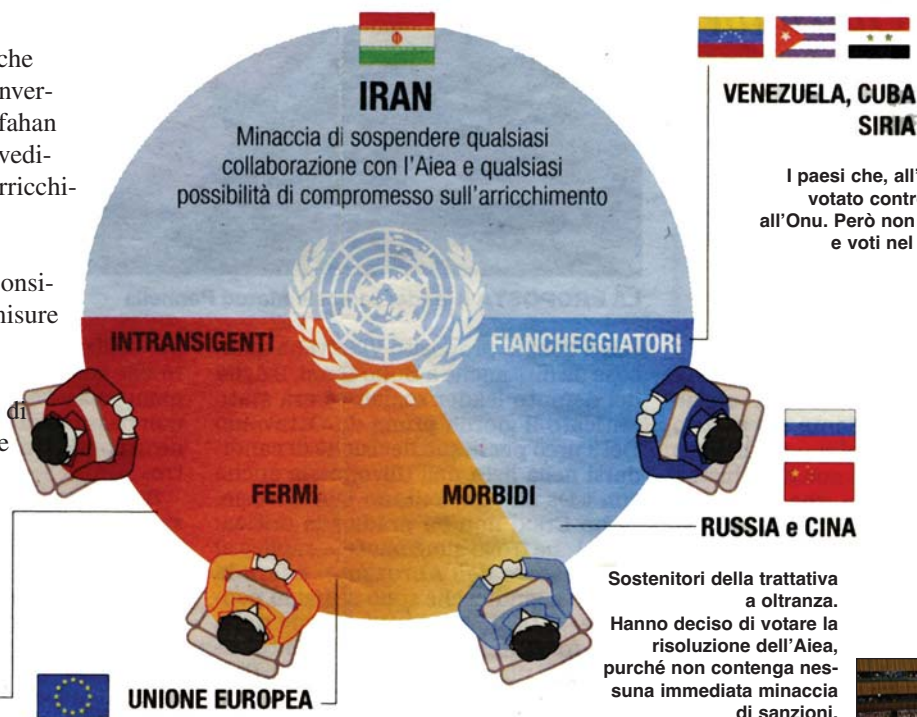 che
nver-
fahan
vedi-
rricchi-
onsi-
misure
di
e
IRAN
Minaccia di sospendere qualsiasi
collaborazione con l'Aiea e qualsiasi
possibilità di compromesso sull'arricchimento
VENEZUELA, CUBA
SIRIA
I paesi che, all'
votato contr
all'Onu. Però non
e voti nel
INTRANSIGENTI
FIANCHEGGIATORI
FERMI
MORBIDI
RUSSIA e CINA
Sostenitori della trattativa
a oltranza.
Hanno deciso di votare la
risoluzione dell'Aiea,
purché non contenga nes-
suna immediata minaccia
di sanzioni.
UNIONE EUROPEA